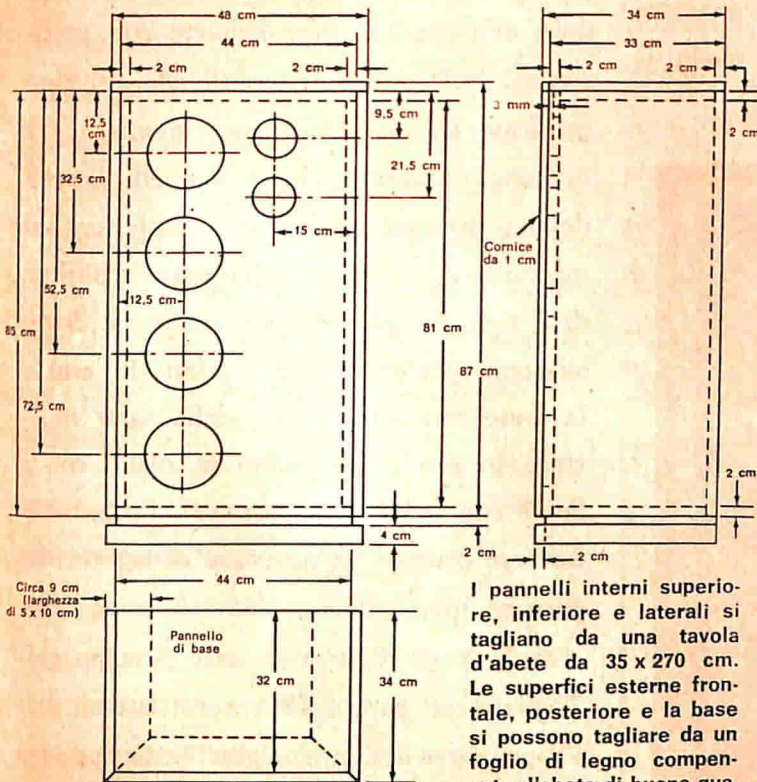 48 cm
44 cm
2 cm
2 cm
34 cm
33 cm
2 cm
2 cm
3 mm
2 cm
12,5
cm
9,5 cm
32,5 cm
21,5 cm
15 cm
Cornice
da 1 cm
52,5 cm
12,5 cm
85 cm
81 cm
87 cm
72,5 cm
2 cm
4 cm
2 cm
2 cm
44 cm
Circa 9 cm
(larghezza
di 5 x 10 cm)
Pannello
di base
32 cm
34 cm
I pannelli interni superio-
re, inferiore e laterali si
tagliano da una tavola
d'abete da 35 x 270 cm.
Le superfici esterne fron-
tale, posteriore e la base
si possono tagliare da un
foglio di legno compen-